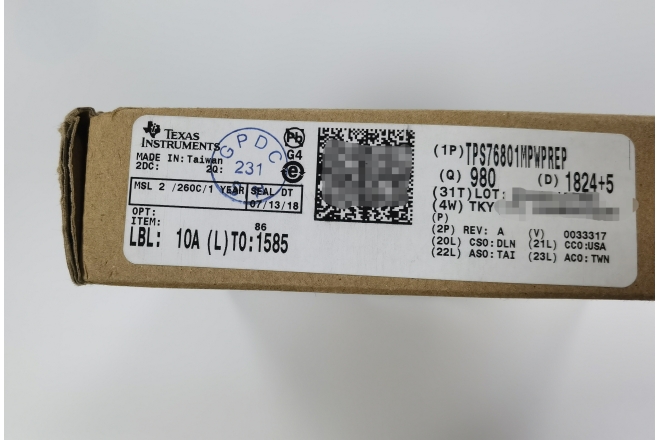 TEXAS
INSTRUMENTS
MADE IN: Taiwan
2DC: 2Q:
MSL 2 /260C/1 YEAR SEAL DT
07/13/18
OPT:
ITEM:
86
LBL: 10A (L)TO:1585
GPDC
231
Pb
G4
e
(1P)TPS76801MPWPREP
(Q) 980 (D) 1824+5
(31T)LOT:
(4W) TKY
(P)
(2P) REV: A (V) 0033317
(20L) CSO:DLN (21L) CCO:USA
(22L) ASO:TAI (23L) ACO:TWN